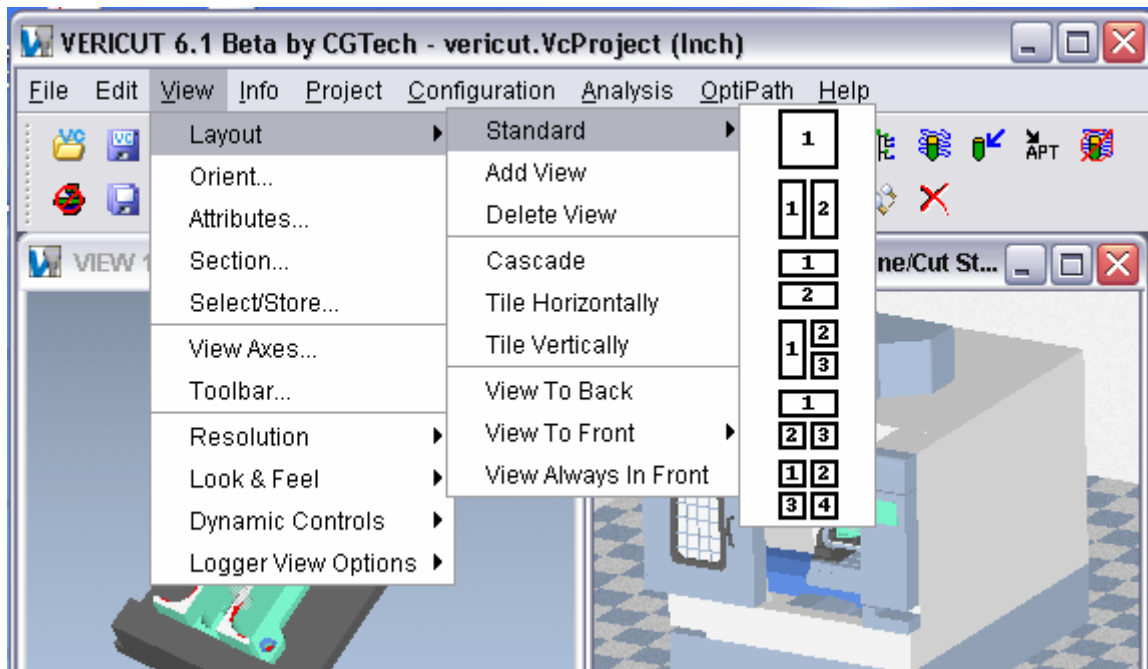 VERICUT 6.1 Beta by CGTech - vericut.VcProject (Inch)
File Edit View Info Project Configuration Analysis OptiPath Help
VC VC APT
VIEW 1 ne/Cut St...
Layout
Orient...
Attributes...
Section...
Select/Store...
View Axes...
Toolbar...
Resolution
Look & Feel
Dynamic Controls
Logger View Options
Standard
Add View
Delete View
Cascade
Tile Horizontally
Tile Vertically
View To Back
View To Front
View Always In Front
1
1 2
1
2
1 2
3
1
2 3
1 2
3 4